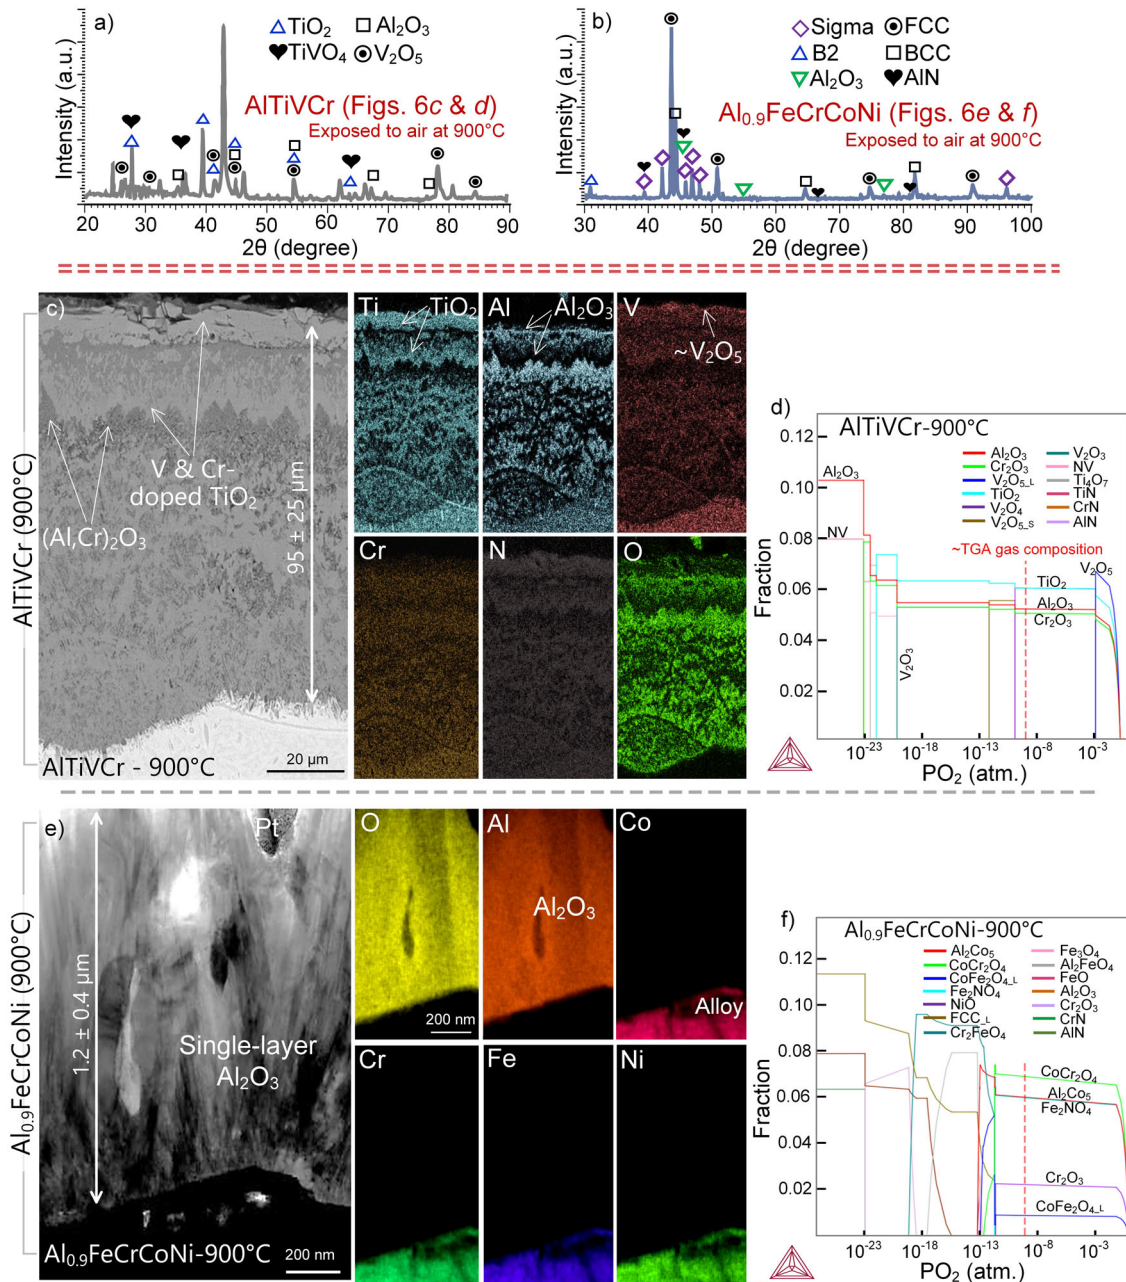 a)
TiO₂ Al₂O₃
TiVO₄ V₂O₅
AlTiVCr (Figs. 6c & d)
Exposed to air at 900°C
Intensity (a.u.)
20 30 40 50 60 70 80 90
2θ (degree)
b)
Sigma FCC
B2 BCC
Al₂O₃ AlN
Al₀.₉FeCrCoNi (Figs. 6e & f)
Exposed to air at 900°C
Intensity (a.u.)
30 40 50 60 70 80 90 100
2θ (degree)
AlTiVCr (900°C)
c)
V & Cr-
doped TiO₂
(Al,Cr)₂O₃
95 ± 25 µm
AlTiVCr - 900°C
20 µm
Ti TiO₂
Al Al₂O₃
V
~V₂O₅
Cr
N
O
d)
AlTiVCr-900°C
Al₂O₃ V₂O₃
Cr₂O₃ NV
V₂O₅_L Ti₄O₇
TiO₂ TiN
V₂O₄ CrN
V₂O₅_S AlN
~TGA gas composition
Al₂O₃
NV
V₂O₃
V₂O₅
TiO₂
Al₂O₃
Cr₂O₃
Fraction
0.12
0.10
0.08
0.06
0.04
0.02
10⁻²³ 10⁻¹⁸ 10⁻¹³ 10⁻⁸ 10⁻³
PO₂ (atm.)
Al₀.₉FeCrCoNi (900°C)
e)
Pt
1.2 ± 0.4 µm
Single-layer
Al₂O₃
Al₀.₉FeCrCoNi-900°C
200 nm
O
200 nm
Al
Al₂O₃
Co
Alloy
Cr
Fe
Ni
f)
Al₀.₉FeCrCoNi-900°C
Al₂Co₅ Fe₃O₄
CoCr₂O₄ Al₂FeO₄
CoFe₂O₄_L FeO
Fe₂NO₄ Al₂O₃
NiO Cr₂O₃
FCC_L CrN
Cr₂FeO₄ AlN
CoCr₂O₄
Al₂Co₅
Fe₂NO₄
Cr₂O₃
CoFe₂O₄_L
Fraction
0.12
0.10
0.08
0.06
0.04
0.02
10⁻²³ 10⁻¹⁸ 10⁻¹³ 10⁻⁸ 10⁻³
PO₂ (atm.)